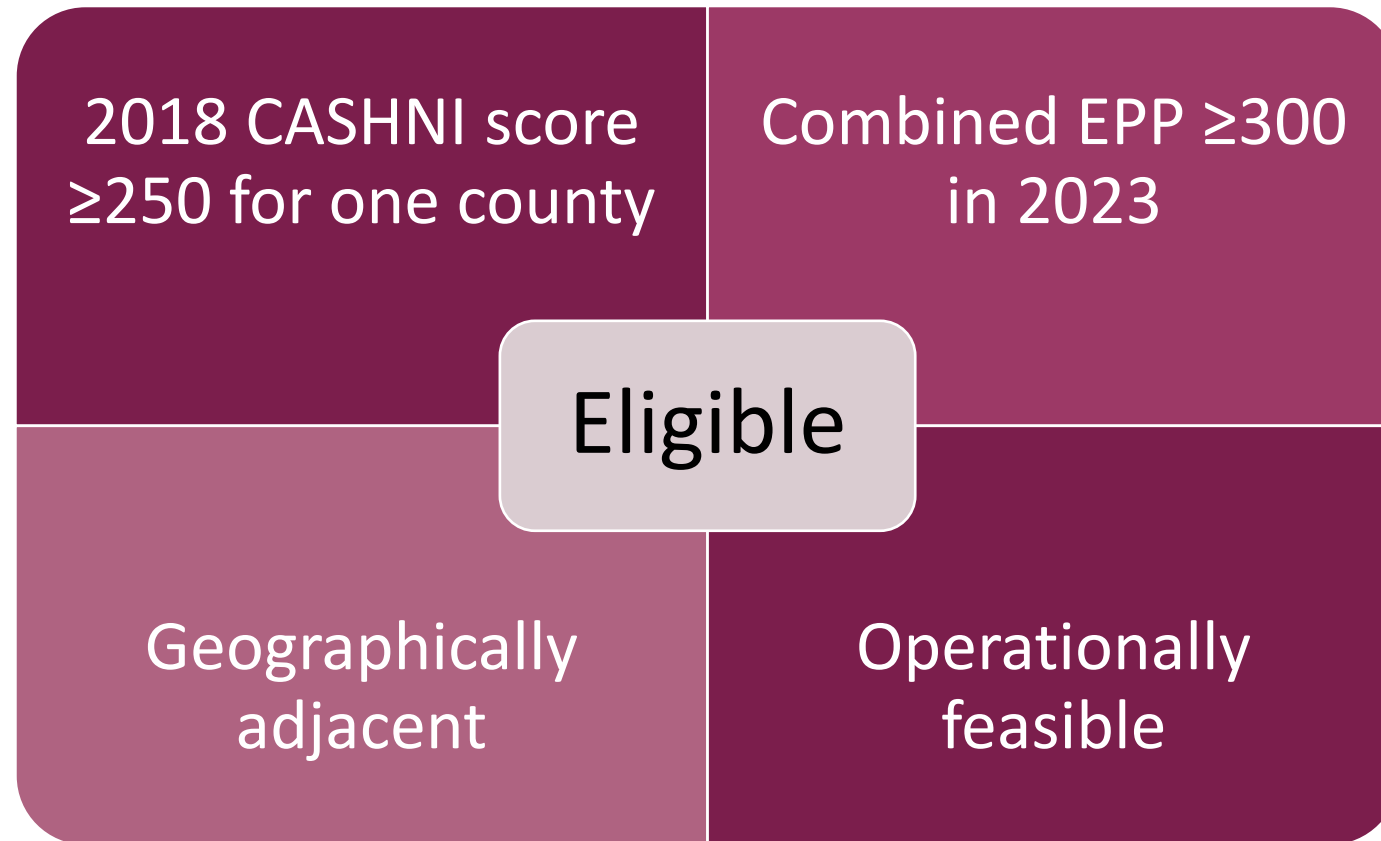 2018 CASHNI score
≥250 for one county
Combined EPP ≥300
in 2023
Eligible
Geographically
adjacent
Operationally
feasible